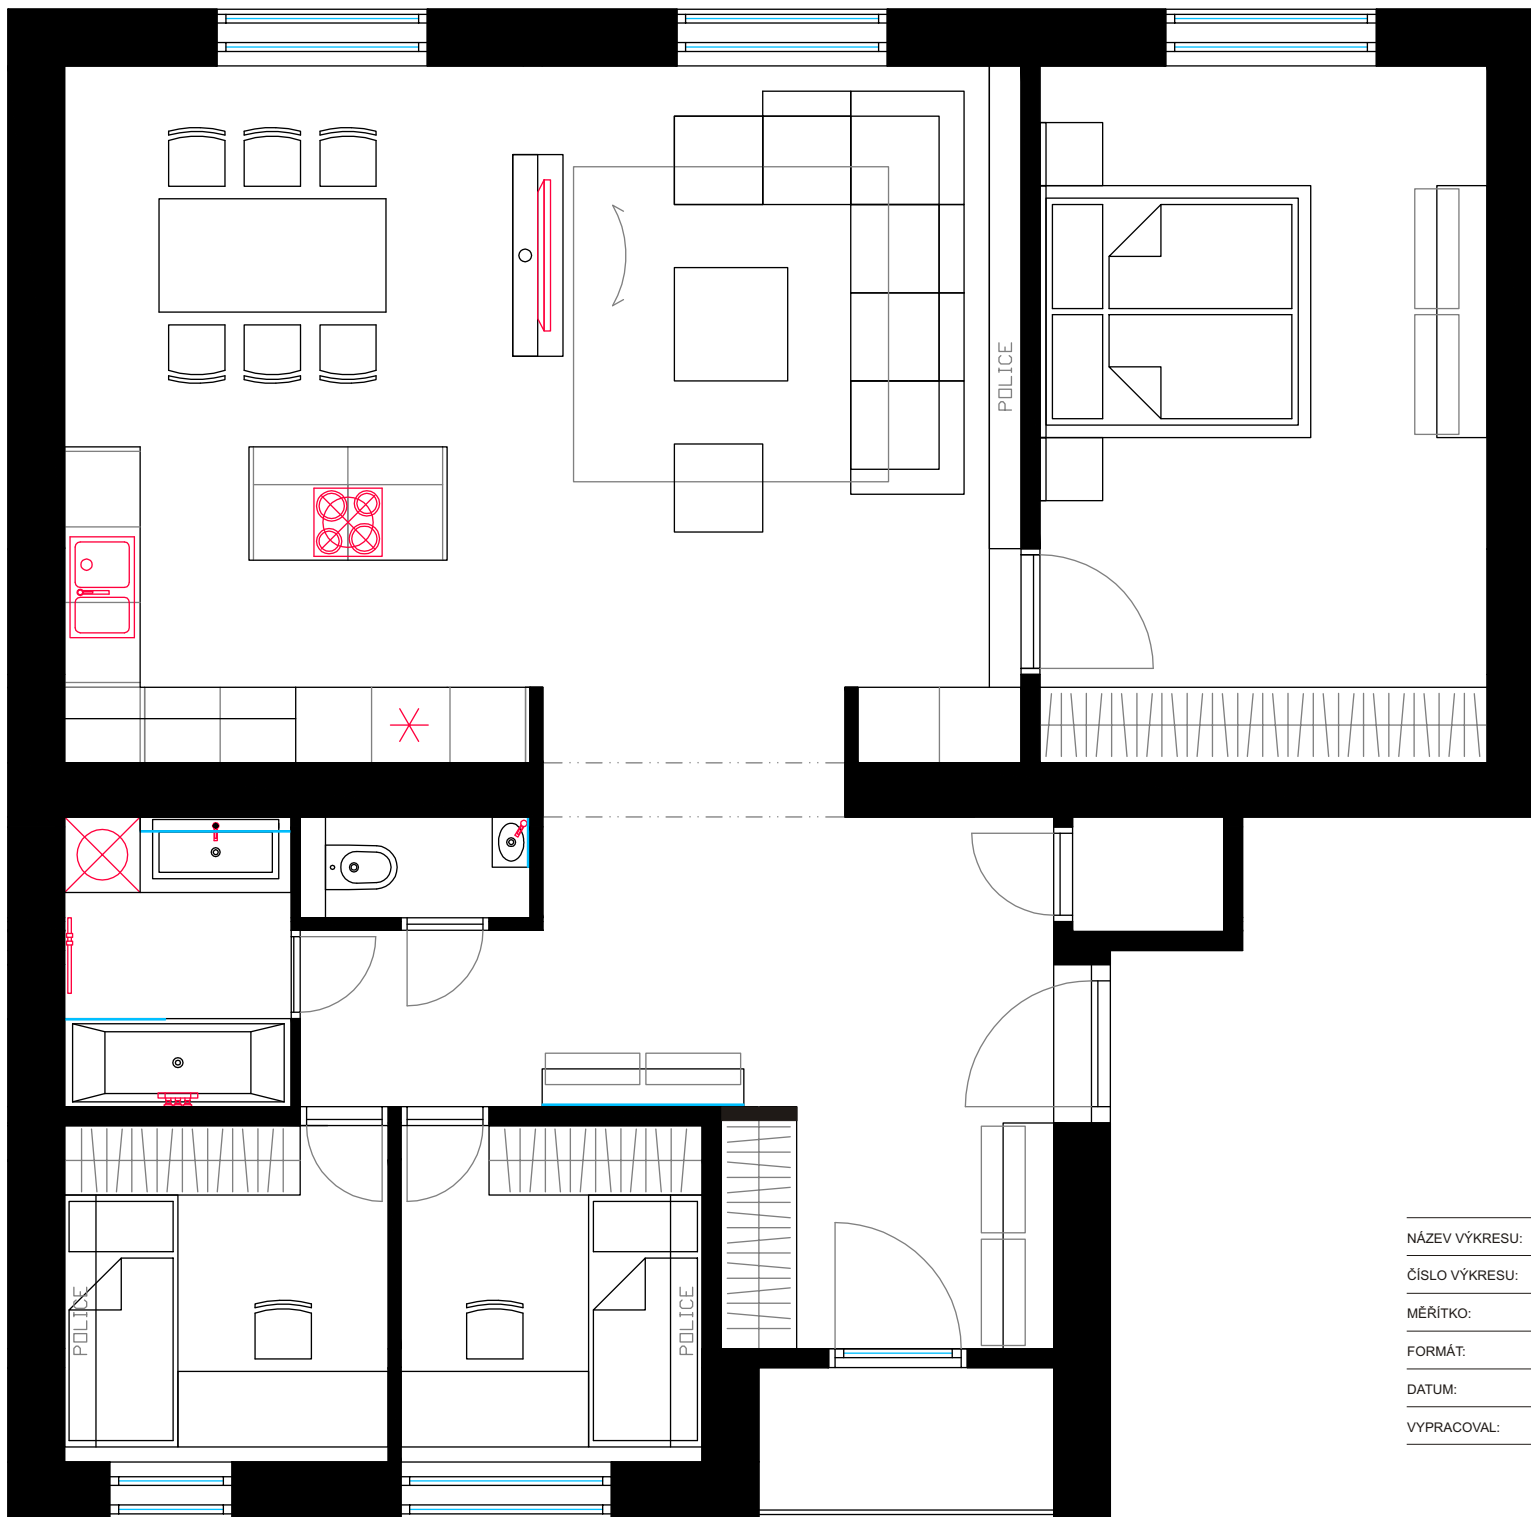 POLICE
POLICE
POLICE
NÁZEV VÝKRESU:
ČÍSLO VÝKRESU:
MĚŘÍTKO:
FORMÁT:
DATUM:
VYPRACOVAL: